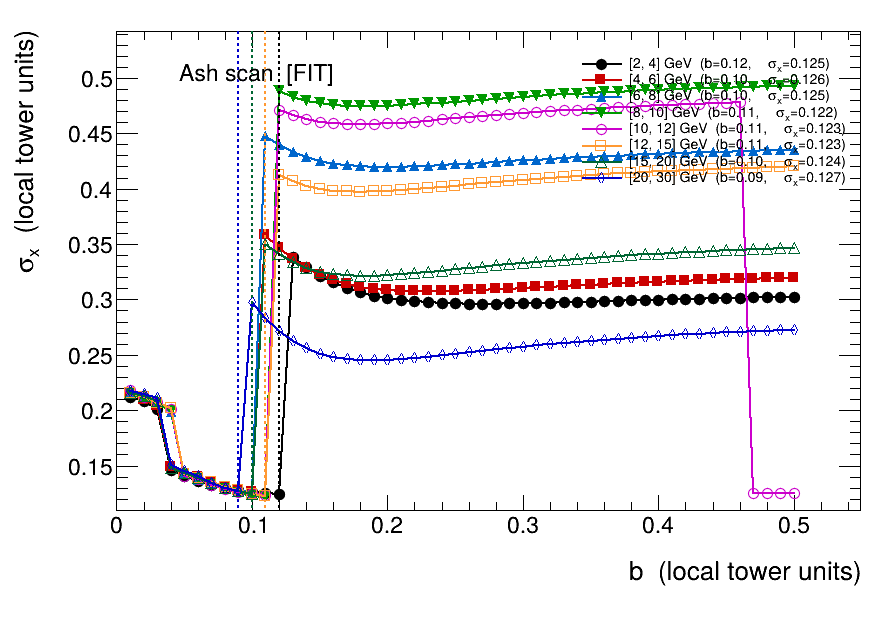 σx (local tower units)
Ash scan [FIT]
[2, 4] GeV (b=0.12, σx=0.125)
[4, 6] GeV (b=0.10, σx=0.126)
[6, 8] GeV (b=0.10, σx=0.125)
[8, 10] GeV (b=0.11, σx=0.122)
[10, 12] GeV (b=0.11, σx=0.123)
[12, 15] GeV (b=0.11, σx=0.123)
[15, 20] GeV (b=0.10, σx=0.124)
[20, 30] GeV (b=0.09, σx=0.127)
0.5
0.45
0.4
0.35
0.3
0.25
0.2
0.15
0 0.1 0.2 0.3 0.4 0.5
b (local tower units)